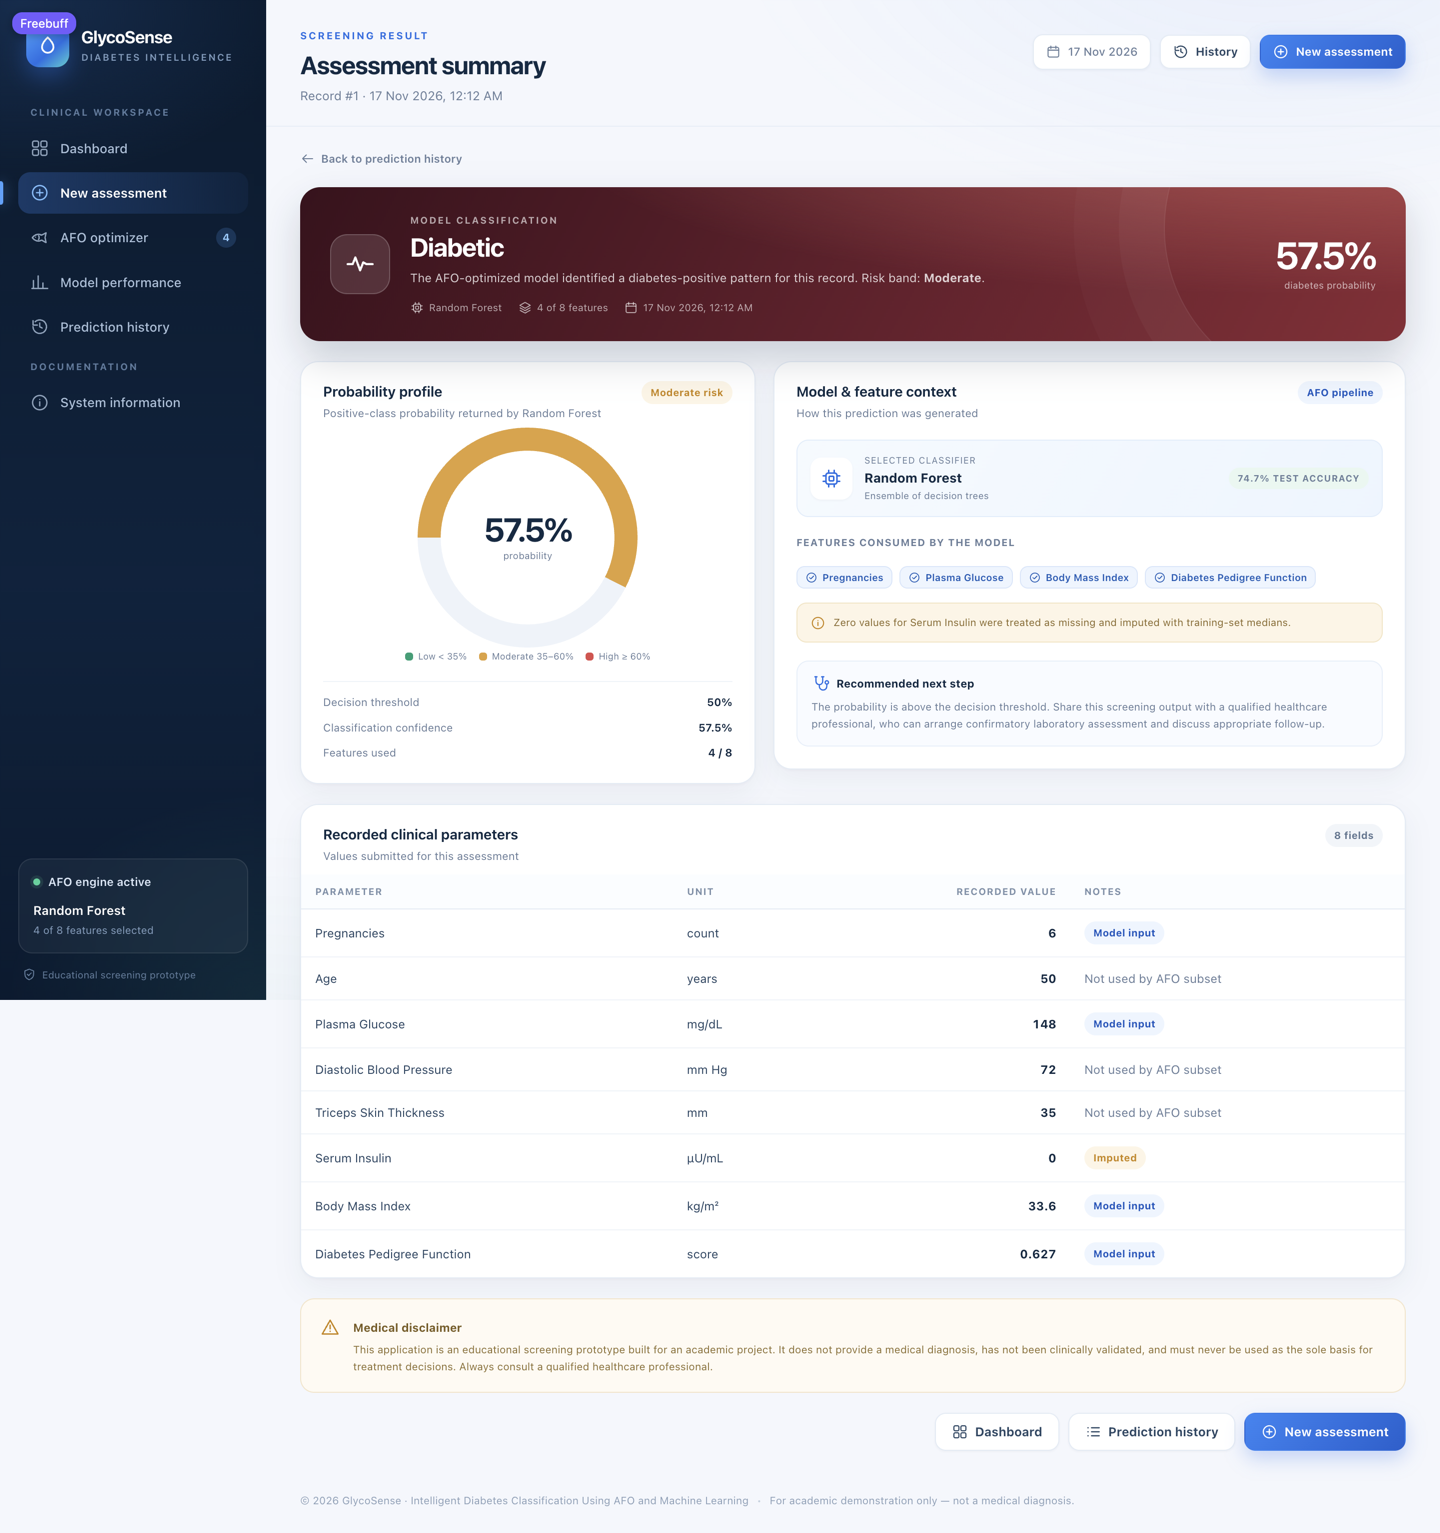 Freebuff
GlycoSense
DIABETES INTELLIGENCE
CLINICAL WORKSPACE
Dashboard
New assessment
AFO optimizer 4
Model performance
Prediction history
DOCUMENTATION
System information
AFO engine active
Random Forest
4 of 8 features selected
Educational screening prototype
SCREENING RESULT
Assessment summary
Record #1 · 17 Nov 2026, 12:12 AM
17 Nov 2026
History
New assessment
Back to prediction history
MODEL CLASSIFICATION
Diabetic
The AFO-optimized model identified a diabetes-positive pattern for this record. Risk band: Moderate.
Random Forest 4 of 8 features 17 Nov 2026, 12:12 AM
57.5%
diabetes probability
Probability profile
Moderate risk
Positive-class probability returned by Random Forest
57.5%
probability
Low < 35% Moderate 35–60% High ≥ 60%
Decision threshold 50%
Classification confidence 57.5%
Features used 4 / 8
Model & feature context
AFO pipeline
How this prediction was generated
SELECTED CLASSIFIER
Random Forest
Ensemble of decision trees
74.7% TEST ACCURACY
FEATURES CONSUMED BY THE MODEL
Pregnancies Plasma Glucose Body Mass Index Diabetes Pedigree Function
Zero values for Serum Insulin were treated as missing and imputed with training-set medians.
Recommended next step
The probability is above the decision threshold. Share this screening output with a qualified healthcare
professional, who can arrange confirmatory laboratory assessment and discuss appropriate follow-up.
Recorded clinical parameters
8 fields
Values submitted for this assessment
PARAMETER UNIT RECORDED VALUE NOTES
Pregnancies count 6 Model input
Age years 50 Not used by AFO subset
Plasma Glucose mg/dL 148 Model input
Diastolic Blood Pressure mm Hg 72 Not used by AFO subset
Triceps Skin Thickness mm 35 Not used by AFO subset
Serum Insulin µU/mL 0 Imputed
Body Mass Index kg/m² 33.6 Model input
Diabetes Pedigree Function score 0.627 Model input
Medical disclaimer
This application is an educational screening prototype built for an academic project. It does not provide a medical diagnosis, has not been clinically validated, and must never be used as the sole basis for
treatment decisions. Always consult a qualified healthcare professional.
Dashboard
Prediction history
New assessment
© 2026 GlycoSense · Intelligent Diabetes Classification Using AFO and Machine Learning · For academic demonstration only — not a medical diagnosis.